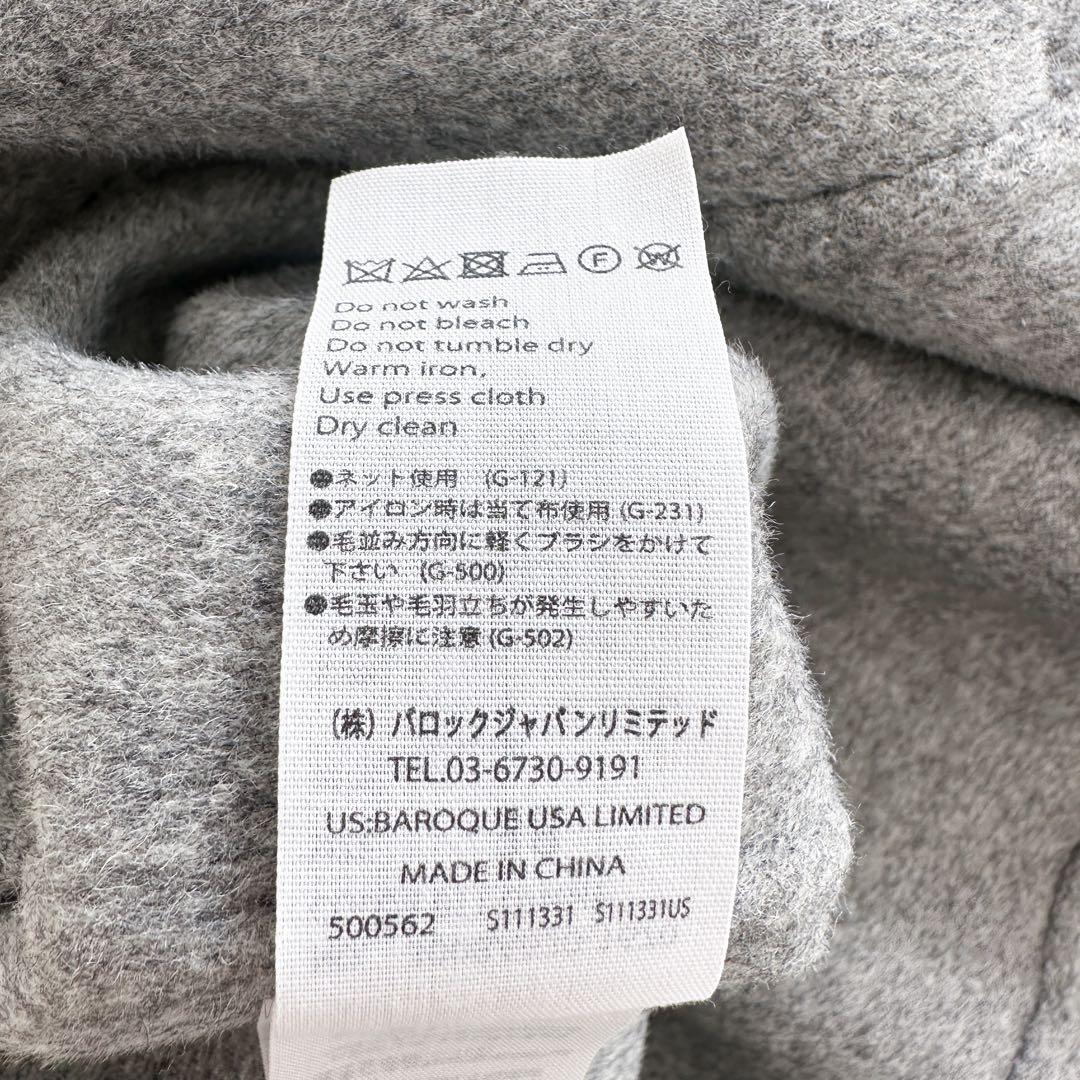 F W
Do not wash
Do not bleach
Do not tumble dry
Warm iron,
Use press cloth
Dry clean
●ネット使用 (G-121)
●アイロン時は当て布使用 (G-231)
●毛並み方向に軽くブラシをかけて
下さい (G-500)
●毛玉や毛羽立ちが発生しやすいた
め摩擦に注意 (G-502)
(株) バロックジャパンリミテッド
TEL.03-6730-9191
US:BAROQUE USA LIMITED
MADE IN CHINA
500562 S111331 S111331US